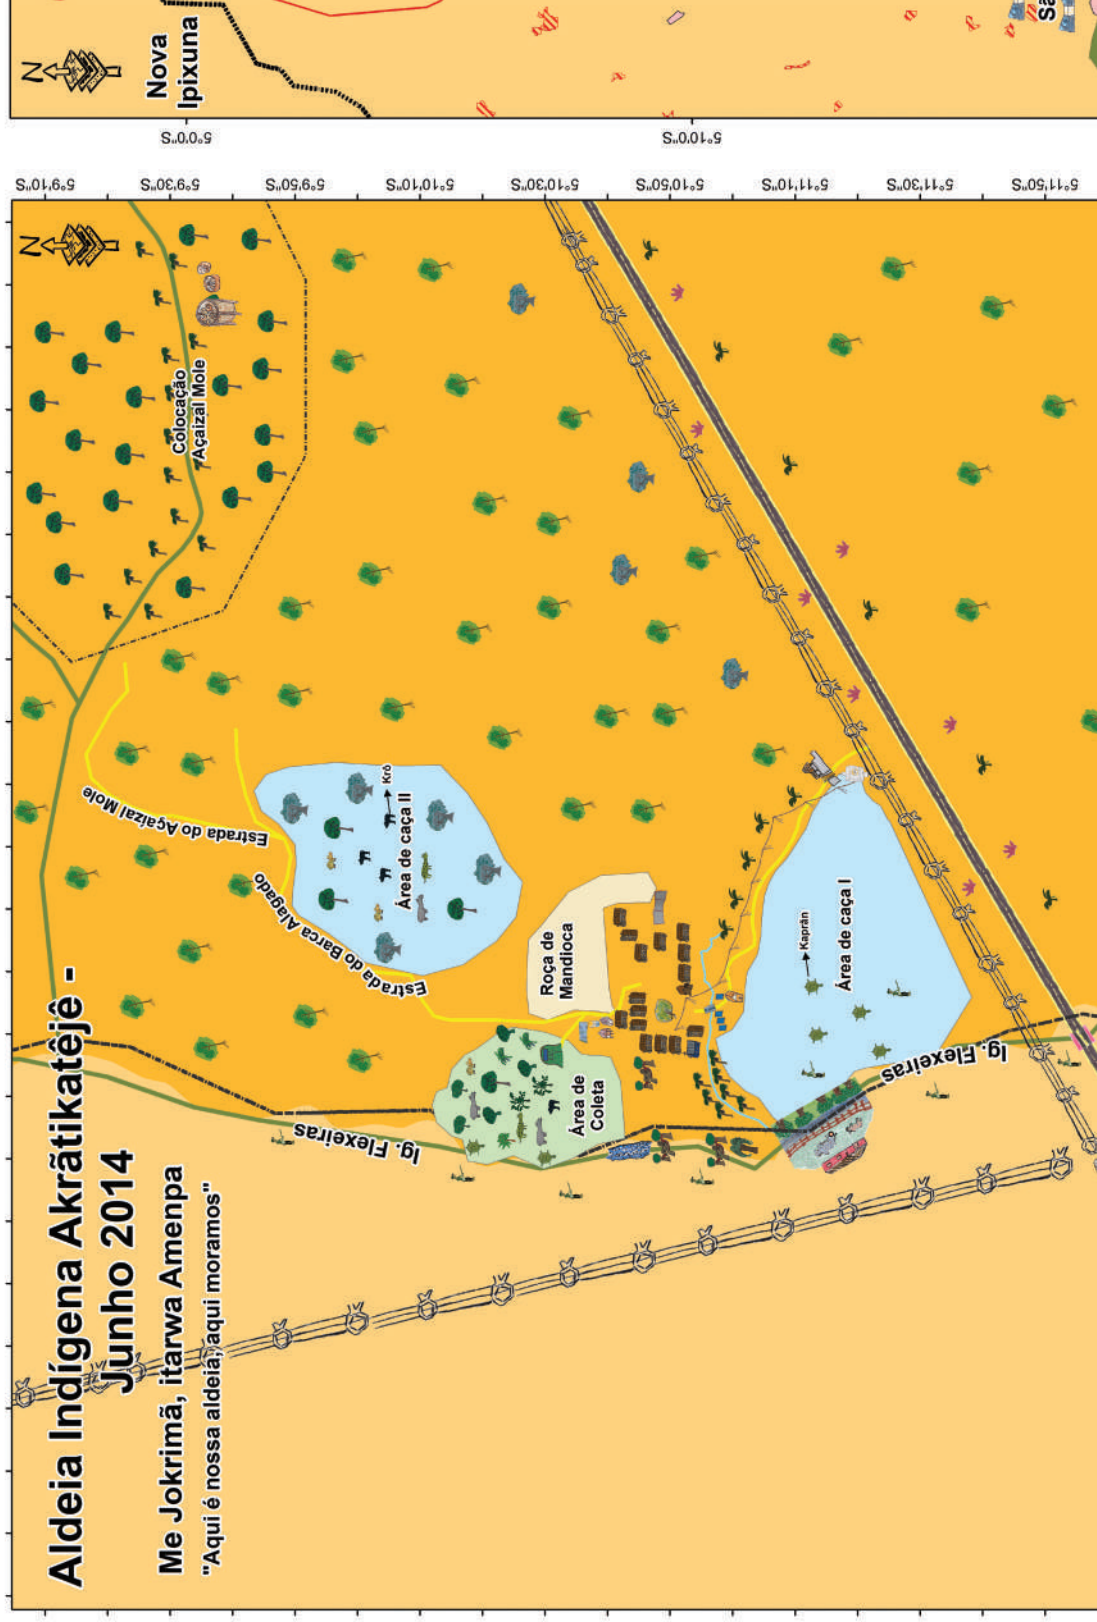 Aldeia Indígena Akrãtikatêjê -
Junho 2014
Me Jokrimã, itarwa Amenpa
"Aqui é nossa aldeia, aqui moramos"
N
Colocação
Açaizal Mole
Estrada do Açaizal Mole
Estrada do Barca Alagado
Krô
Área de caça II
Ig. Flexeiras
Área de
Coleta
Roça de
Mandioca
Kaprãn
Área de caça I
Ig. Flexeiras
5°9'10"S
5°9'30"S
5°9'50"S
5°10'10"S
5°10'30"S
5°10'50"S
5°11'10"S
5°11'30"S
5°11'50"S
N
Nova
Ipixuna
5°0'0"S
5°10'0"S